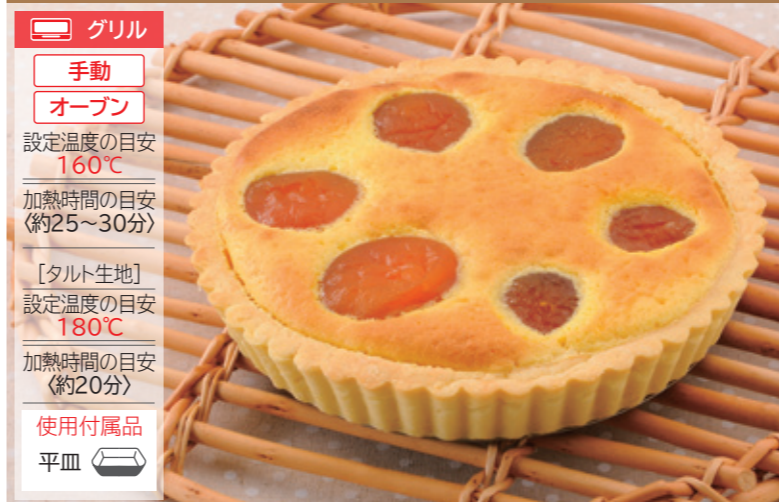 グリル
手動
オーブン
設定温度の目安
160℃
加熱時間の目安
〈約25～30分〉
［タルト生地］
設定温度の目安
180℃
加熱時間の目安
〈約20分〉
使用付属品
平皿